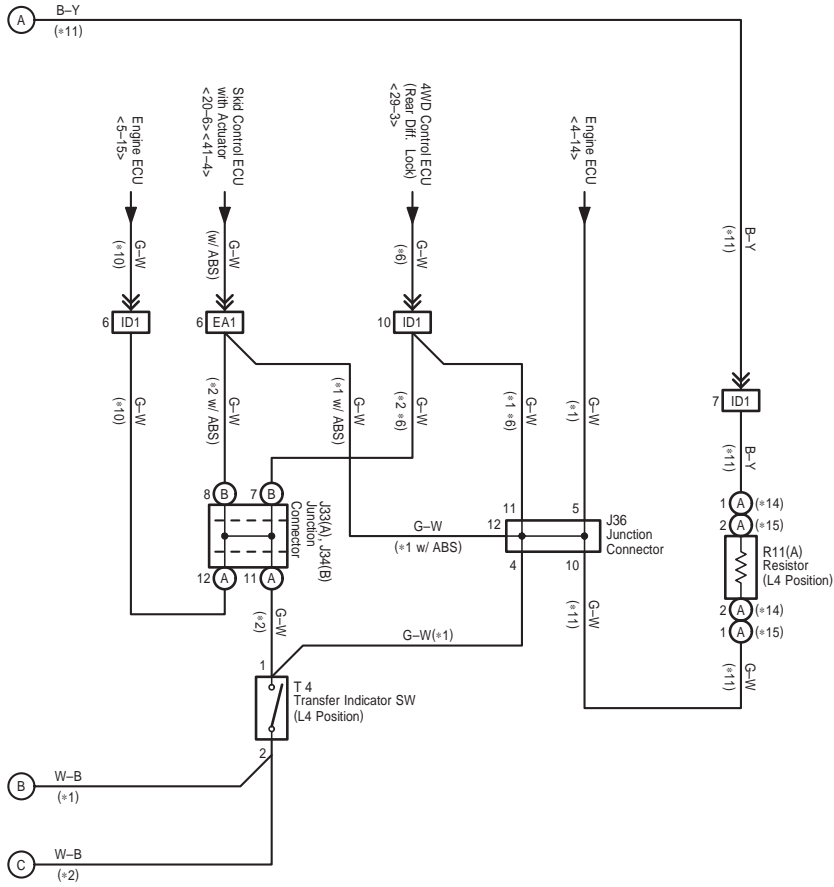 A
B–Y
(*11)
Engine ECU
<5–15>
Skid Control ECU
with Actuator
<20–6><41–4>
4WD Control ECU
(Rear Diff. Lock)
<29–3>
Engine ECU
<4–14>
G–W
(*10)
G–W
(w/ ABS)
G–W
(*6)
B–Y
(*11)
6 ID1
6 EA1
10 ID1
G–W
(*10)
G–W
(*2 w/ ABS)
G–W
(*1 w/ ABS)
G–W
(*2 *6)
G–W
(*1 *6)
G–W
(*1)
7 ID1
B–Y
(*11)
8 B
7 B
J33(A), J34(B)
Junction
Connector
12 A
11 A
G–W
(*1 w/ ABS)
11
5
12
4
10
J36
Junction
Connector
1 A (*14)
2 A (*15)
R11(A)
Resistor
(L4 Position)
2 A (*14)
1 A (*15)
G–W
(*2)
G–W(*1)
G–W
(*11)
G–W
(*11)
1
T 4
Transfer Indicator SW
(L4 Position)
2
B
W–B
(*1)
C
W–B
(*2)